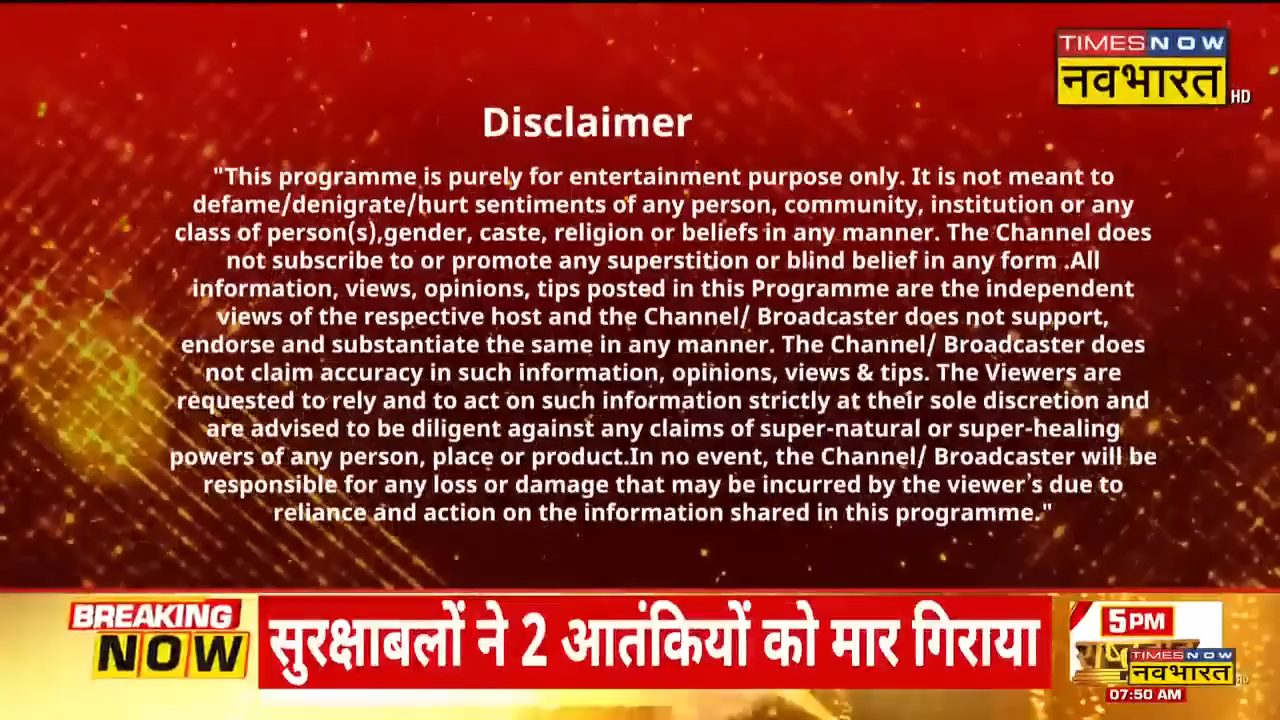 TIMES NOW
नवभारत
HD
Disclaimer
"This programme is purely for entertainment purpose only. It is not meant to
defame/denigrate/hurt sentiments of any person, community, institution or any
class of person(s),gender, caste, religion or beliefs in any manner. The Channel does
not subscribe to or promote any superstition or blind belief in any form .All
information, views, opinions, tips posted in this Programme are the independent
views of the respective host and the Channel/ Broadcaster does not support,
endorse and substantiate the same in any manner. The Channel/ Broadcaster does
not claim accuracy in such information, opinions, views & tips. The Viewers are
requested to rely and to act on such information strictly at their sole discretion and
are advised to be diligent against any claims of super-natural or super-healing
powers of any person, place or product.In no event, the Channel/ Broadcaster will be
responsible for any loss or damage that may be incurred by the viewer's due to
reliance and action on the information shared in this programme."
BREAKING
NOW
सुरक्षाबलों ने 2 आतंकियों को मार गिराया
5 PM
TIMES NOW
नवभारत
HD
07:50 AM